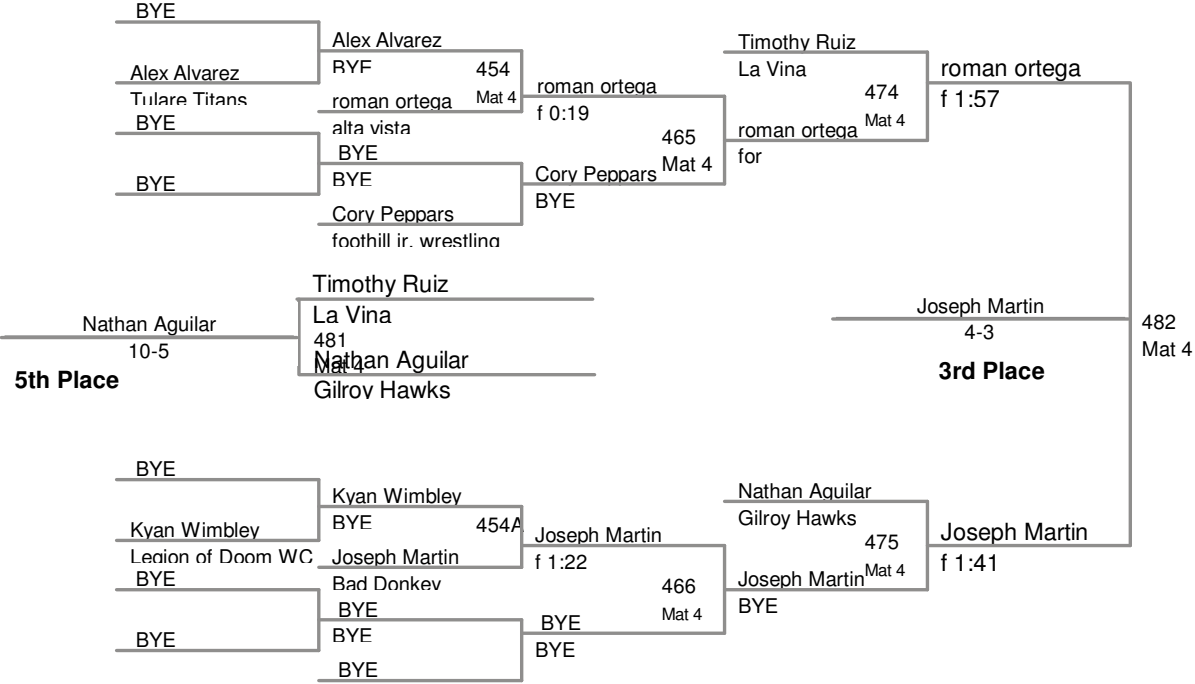 BYE
Alex Alvarez
Tulare Titans
BYE
BYE
Alex Alvarez
BYE
roman ortega
alta vista
BYE
BYE
Cory Peppars
foothill jr. wrestling
454
Mat 4
roman ortega
f 0:19
Cory Peppars
BYE
465
Mat 4
Timothy Ruiz
La Vina
roman ortega
for
474
Mat 4
roman ortega
f 1:57
Timothy Ruiz
La Vina
481
Mat 4
Nathan Aguilar
Gilroy Hawks
Nathan Aguilar
10-5
5th Place
Joseph Martin
4-3
3rd Place
482
Mat 4
BYE
Kyan Wimbley
Legion of Doom WC
BYE
BYE
Kyan Wimbley
BYE
Joseph Martin
Bad Donkey
BYE
BYE
BYE
454A
Joseph Martin
f 1:22
BYE
BYE
466
Mat 4
Nathan Aguilar
Gilroy Hawks
Joseph Martin
BYE
475
Mat 4
Joseph Martin
f 1:41